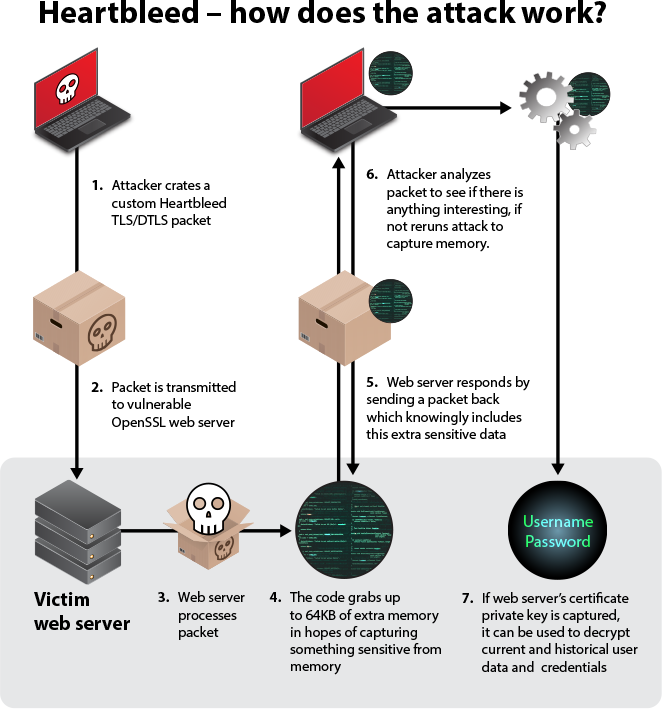 Heartbleed – how does the attack work?
1. Attacker crates a
custom Heartbleed
TLS/DTLS packet
2. Packet is transmitted
to vulnerable
OpenSSL web server
Victim
web server
3. Web server
processes
packet
4. The code grabs up
to 64KB of extra memory
in hopes of capturing
something sensitive from
memory
5. Web server responds by
sending a packet back
which knowingly includes
this extra sensitive data
6. Attacker analyzes
packet to see if there is
anything interesting, if
not reruns attack to
capture memory.
Username
Password
7. If web server’s certificate
private key is captured,
it can be used to decrypt
current and historical user
data and credentials